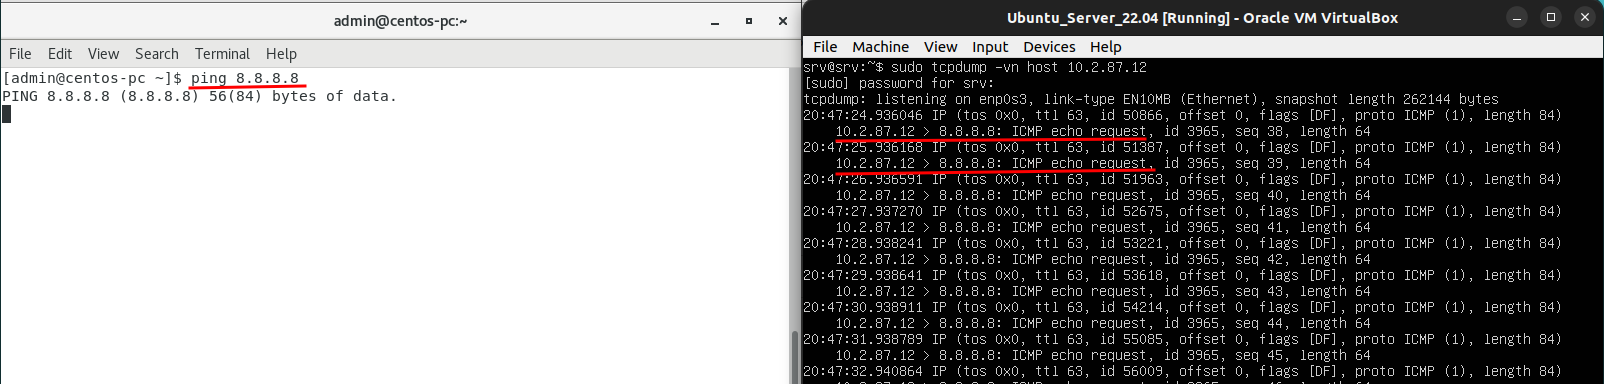 admin@centos-pc:~
File Edit View Search Terminal Help
[admin@centos-pc ~]$ ping 8.8.8.8
PING 8.8.8.8 (8.8.8.8) 56(84) bytes of data.
Ubuntu_Server_22.04 [Running] - Oracle VM VirtualBox
File Machine View Input Devices Help
srv@srv:~$ sudo tcpdump -vn host 10.2.87.12
[sudo] password for srv:
tcpdump: listening on enp0s3, link-type EN10MB (Ethernet), snapshot length 262144 bytes
20:47:24.936046 IP (tos 0x0, ttl 63, id 50866, offset 0, flags [DF], proto ICMP (1), length 84)
10.2.87.12 > 8.8.8.8: ICMP echo request, id 3965, seq 38, length 64
20:47:25.936168 IP (tos 0x0, ttl 63, id 51387, offset 0, flags [DF], proto ICMP (1), length 84)
10.2.87.12 > 8.8.8.8: ICMP echo request, id 3965, seq 39, length 64
20:47:26.936591 IP (tos 0x0, ttl 63, id 51963, offset 0, flags [DF], proto ICMP (1), length 84)
10.2.87.12 > 8.8.8.8: ICMP echo request, id 3965, seq 40, length 64
20:47:27.937270 IP (tos 0x0, ttl 63, id 52675, offset 0, flags [DF], proto ICMP (1), length 84)
10.2.87.12 > 8.8.8.8: ICMP echo request, id 3965, seq 41, length 64
20:47:28.938241 IP (tos 0x0, ttl 63, id 53221, offset 0, flags [DF], proto ICMP (1), length 84)
10.2.87.12 > 8.8.8.8: ICMP echo request, id 3965, seq 42, length 64
20:47:29.938641 IP (tos 0x0, ttl 63, id 53618, offset 0, flags [DF], proto ICMP (1), length 84)
10.2.87.12 > 8.8.8.8: ICMP echo request, id 3965, seq 43, length 64
20:47:30.938911 IP (tos 0x0, ttl 63, id 54214, offset 0, flags [DF], proto ICMP (1), length 84)
10.2.87.12 > 8.8.8.8: ICMP echo request, id 3965, seq 44, length 64
20:47:31.938789 IP (tos 0x0, ttl 63, id 55085, offset 0, flags [DF], proto ICMP (1), length 84)
10.2.87.12 > 8.8.8.8: ICMP echo request, id 3965, seq 45, length 64
20:47:32.940864 IP (tos 0x0, ttl 63, id 56009, offset 0, flags [DF], proto ICMP (1), length 84)